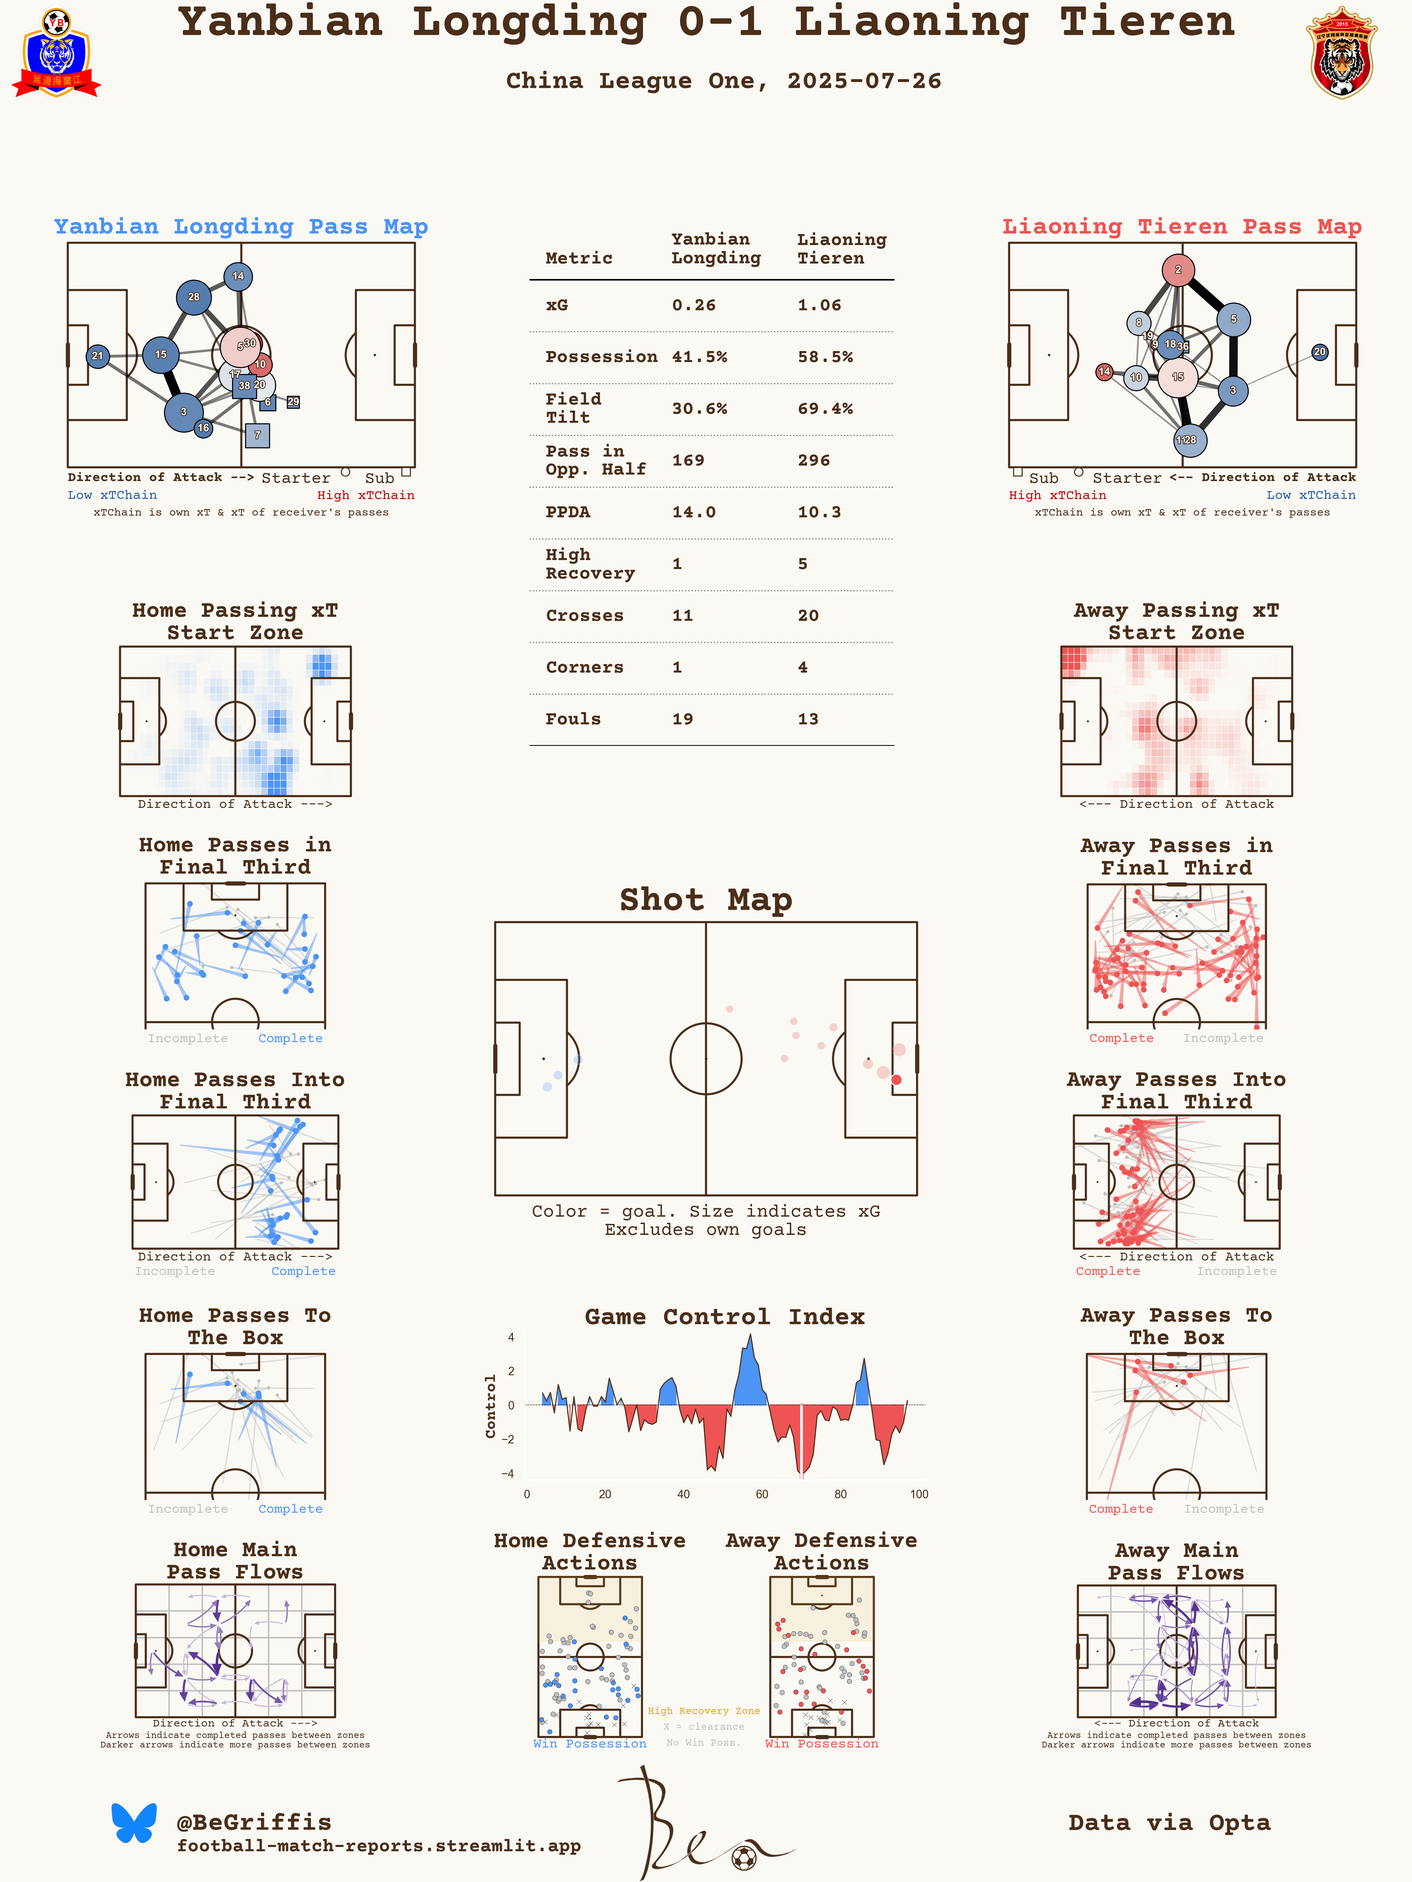 Yanbian Longding 0-1 Liaoning Tieren
China League One, 2025-07-26
YB
延邊海蘭江
2015
Yanbian Longding Pass Map
14
28
5
30
21
15
10
17
38
20
6
29
3
16
7
Direction of Attack --> Starter Sub
Low xTChain High xTChain
xTChain is own xT & xT of receiver's passes
Metric Yanbian Longding Liaoning Tieren
xG 0.26 1.06
Possession 41.5% 58.5%
Field Tilt 30.6% 69.4%
Pass in Opp. Half 169 296
PPDA 14.0 10.3
High Recovery 1 5
Crosses 11 20
Corners 1 4
Fouls 19 13
Liaoning Tieren Pass Map
2
8
5
19
9
18
36
20
14
10
15
3
28
Sub Starter <-- Direction of Attack
High xTChain Low xTChain
xTChain is own xT & xT of receiver's passes
Home Passing xT
Start Zone
Direction of Attack --->
Away Passing xT
Start Zone
<--- Direction of Attack
Home Passes in
Final Third
Incomplete Complete
Away Passes in
Final Third
Complete Incomplete
Shot Map
Color = goal. Size indicates xG
Excludes own goals
Home Passes Into
Final Third
Direction of Attack --->
Incomplete Complete
Away Passes Into
Final Third
<--- Direction of Attack
Complete Incomplete
Home Passes To
The Box
Incomplete Complete
Game Control Index
Control
4
2
0
−2
−4
0 20 40 60 80 100
Away Passes To
The Box
Complete Incomplete
Home Main
Pass Flows
Direction of Attack --->
Arrows indicate completed passes between zones
Darker arrows indicate more passes between zones
Home Defensive
Actions
Win Possession
Away Defensive
Actions
Win Possession
High Recovery Zone
X = clearance
No Win Poss.
Away Main
Pass Flows
<--- Direction of Attack
Arrows indicate completed passes between zones
Darker arrows indicate more passes between zones
@BeGriffis
football-match-reports.streamlit.app
Ben
Data via Opta